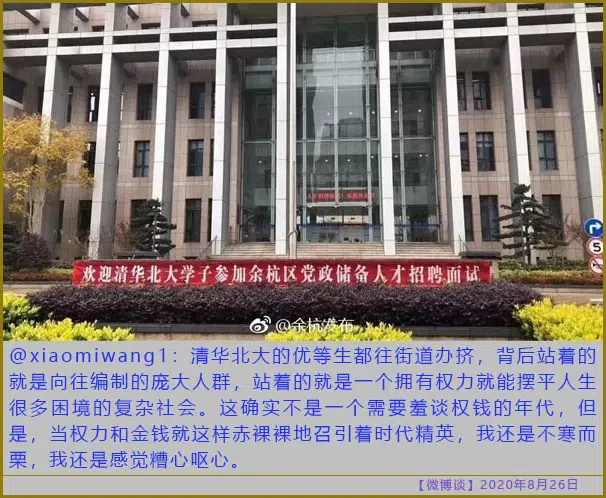 欢迎清华北大学子参加余杭区党政储备人才招聘面试
@余杭发布
@xiaomiwang1：清华北大的优等生都往街道办挤，背后站着的
就是向往编制的庞大人群，站着的就是一个拥有权力就能摆平人生
很多困境的复杂社会。这确实不是一个需要羞谈权钱的年代，但
是，当权力和金钱就这样赤裸裸地召引着时代精英，我还是不寒而
栗，我还是感觉糟心呕心。
【微博谈】2020年8月26日